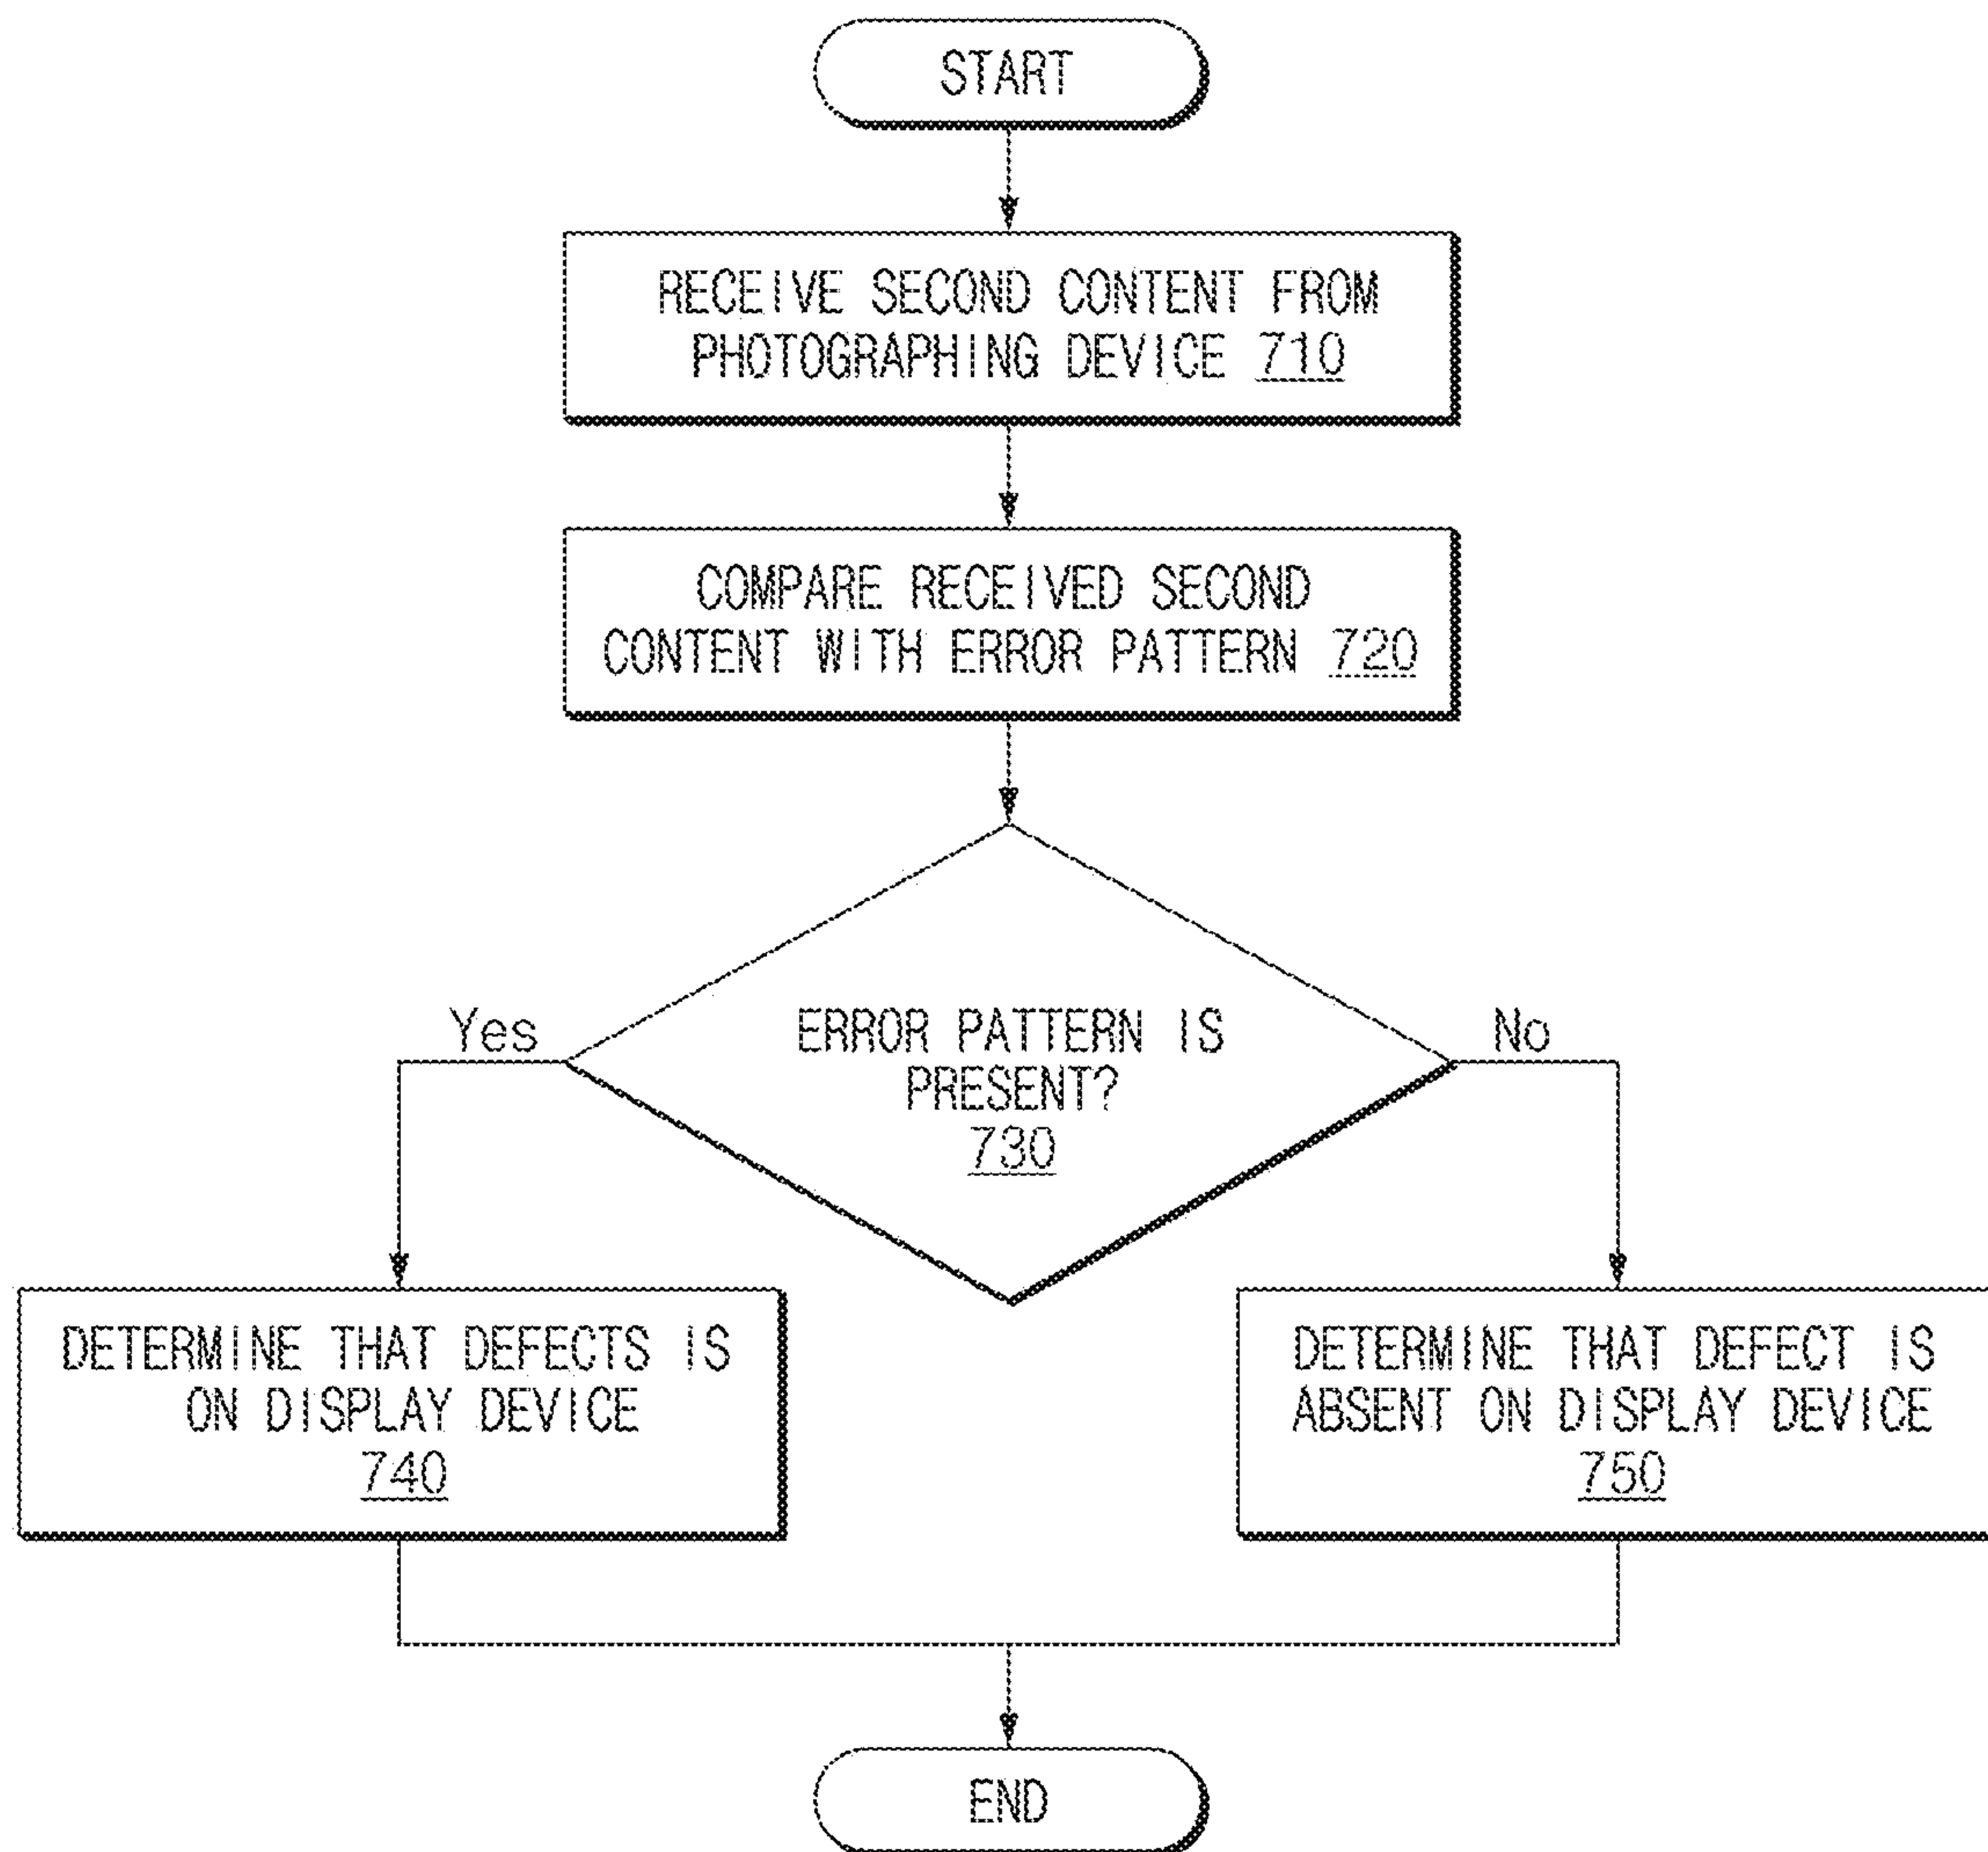 START
RECEIVE SECOND CONTENT FROM
PHOTOGRAPHING DEVICE 710
COMPARE RECEIVED SECOND
CONTENT WITH ERROR PATTERN 720
Yes
ERROR PATTERN IS
PRESENT?
730
No
DETERMINE THAT DEFECTS IS
ON DISPLAY DEVICE
740
DETERMINE THAT DEFECT IS
ABSENT ON DISPLAY DEVICE
750
END